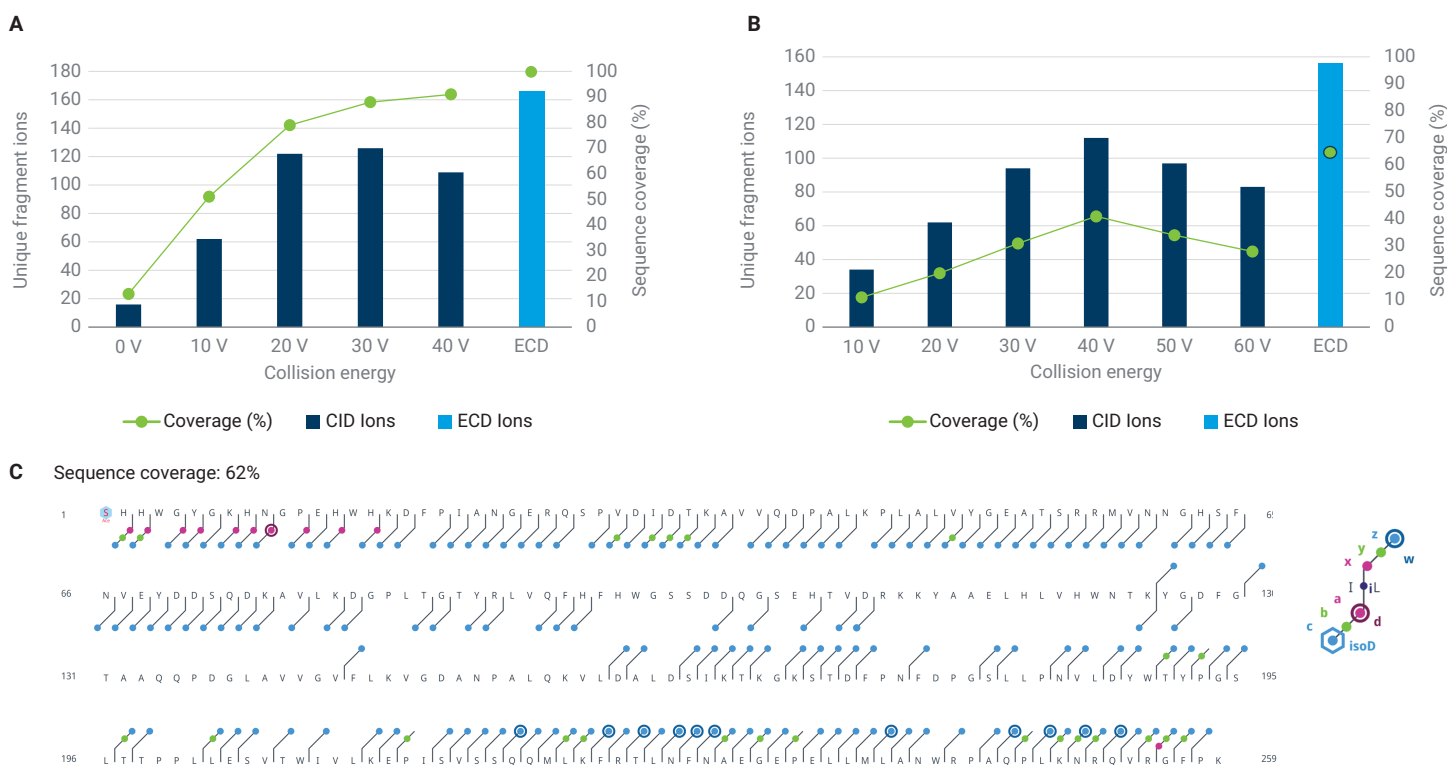 A
B
Unique fragment ions
180
160
140
120
100
80
60
40
20
0
100
90
80
70
60
50
40
30
20
10
0
Sequence coverage (%)
0 V 10 V 20 V 30 V 40 V ECD
Collision energy
Coverage (%) CID Ions ECD Ions
Unique fragment ions
160
140
120
100
80
60
40
20
0
100
90
80
70
60
50
40
30
20
10
0
Sequence coverage (%)
10 V 20 V 30 V 40 V 50 V 60 V ECD
Collision energy
Coverage (%) CID Ions ECD Ions
C Sequence coverage: 62%
1 S H H W G Y G K H N G P E H W H K D F P I A N G E R Q S P V D I D T K A V V Q D P A L K P L A L V Y G E A T S R R M V N N G H S F
66 N V E Y D D S Q D K A V L K D G P L T G T Y R L V Q F H F H W G S S D D Q G S E H T V D R K K Y A A E L H L V H W N T K Y G D F G
131 T A A Q Q P D G L A V V G V F L K V G D A N P A L Q K V L D A L D S I K T K G K S T D F P N F D P G S L L P N V L D Y W T Y P G S 195
196 L T T P P L L E S V T W I V L K E P I S V S S Q Q M L K F R T L N F N A E G E P E L L M L A N W R P A Q P L K N R Q V R G F P K 259
z
y
w
x
I iL
a
b
d
c
isoD